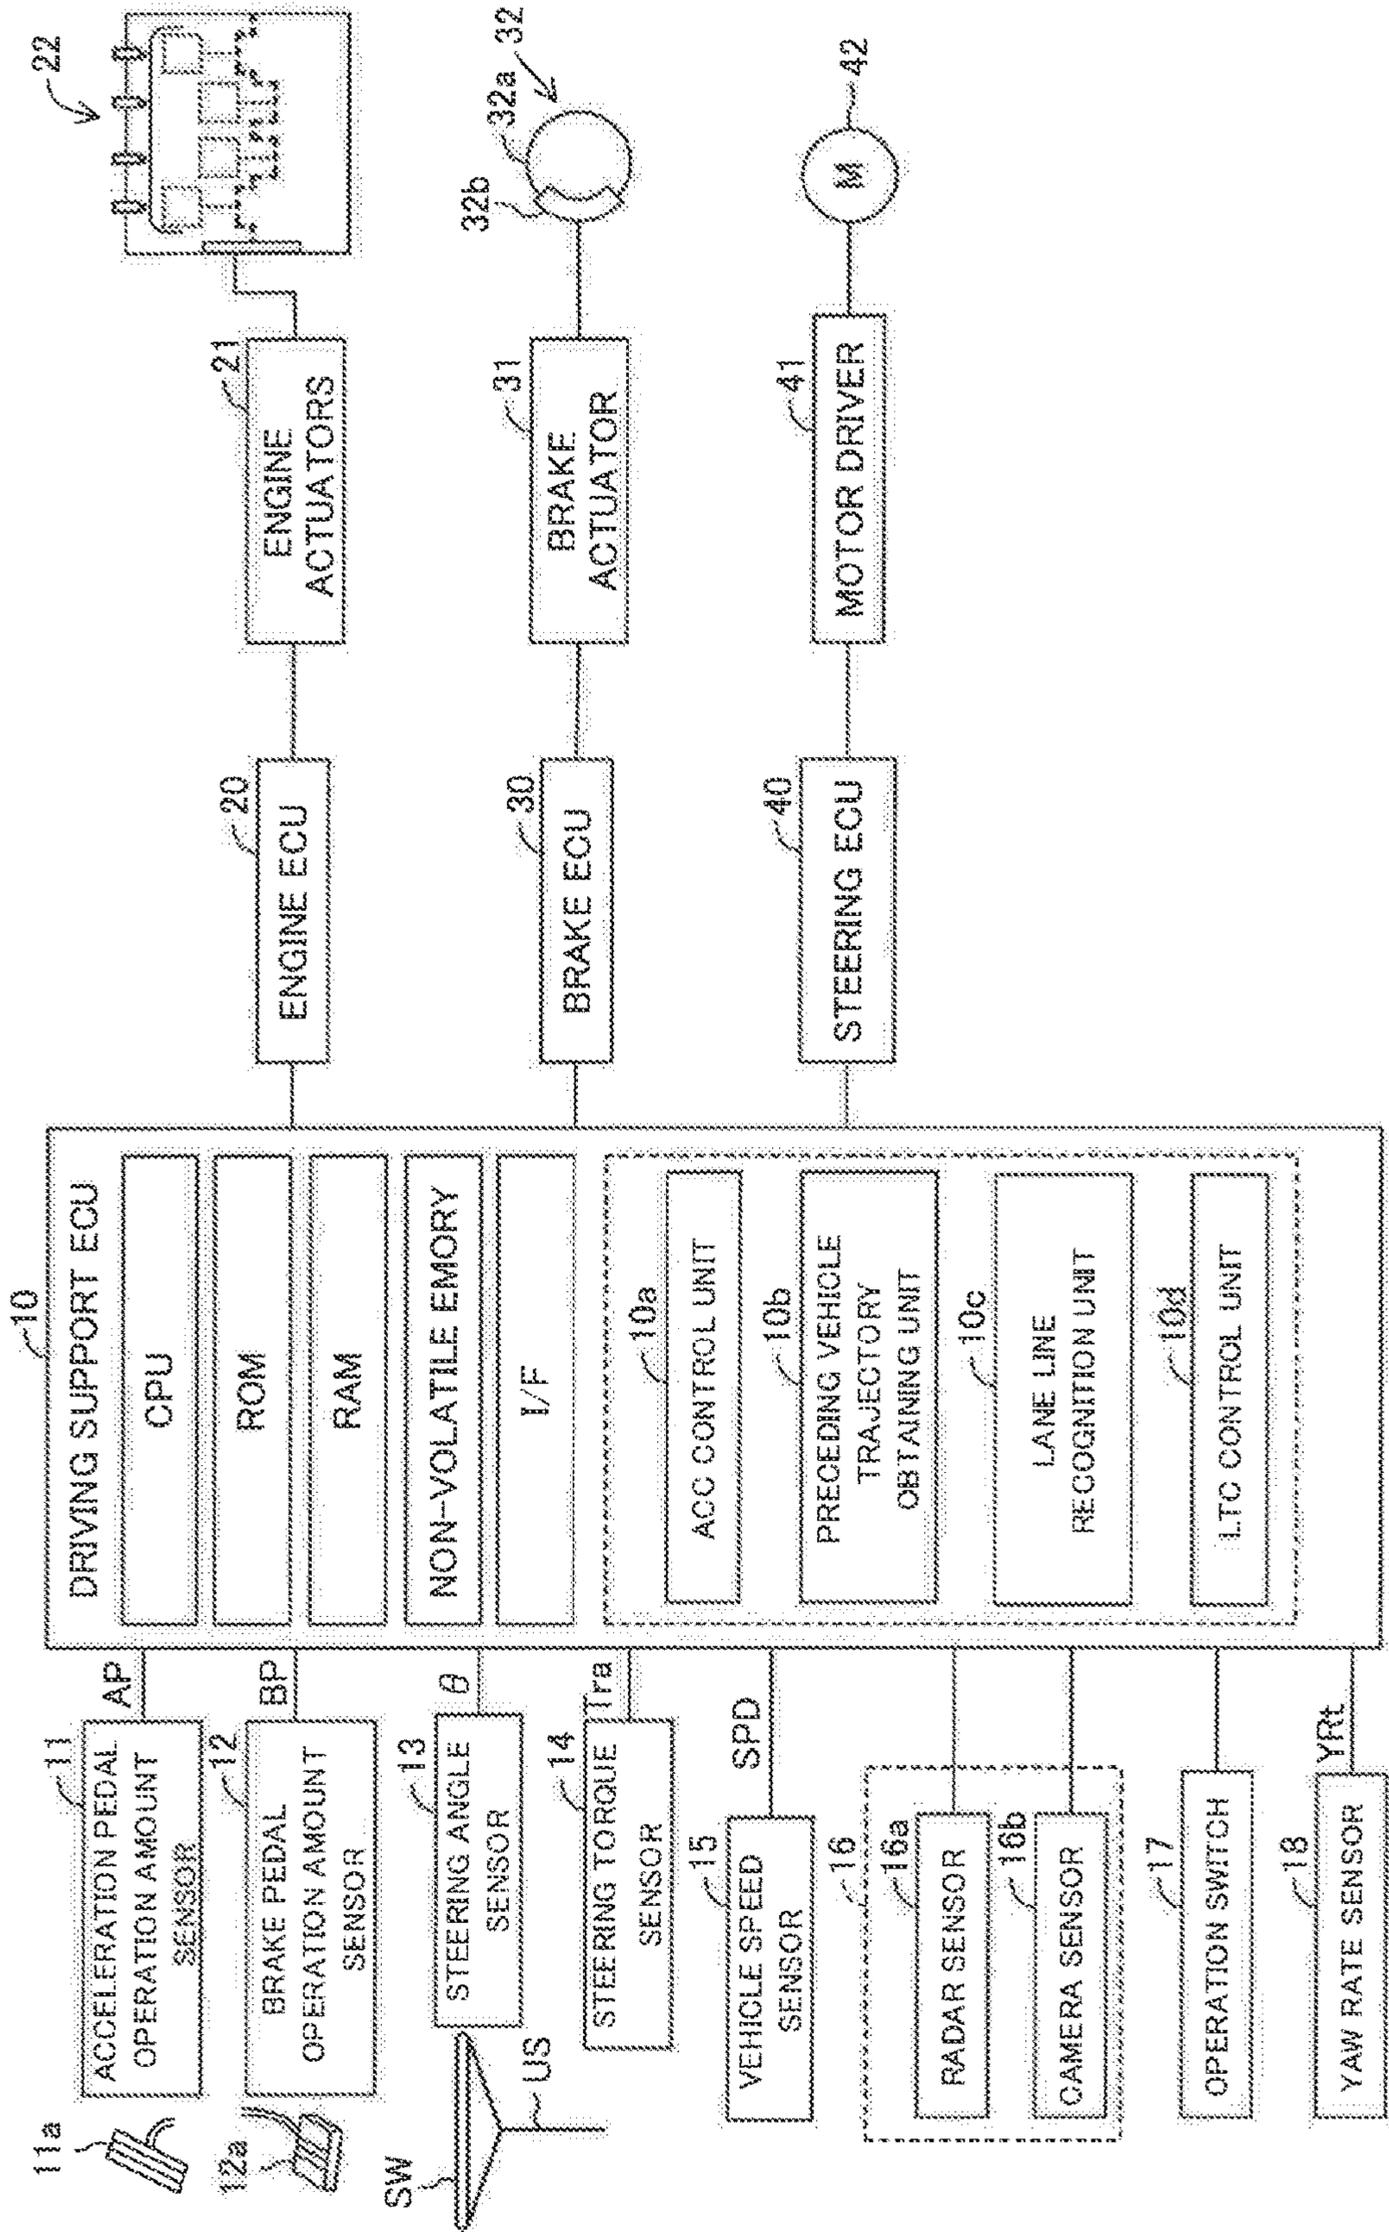 11a
11
ACCELERATION PEDAL
OPERATION AMOUNT
SENSOR
AP
12a
12
BRAKE PEDAL
OPERATION AMOUNT
SENSOR
BP
SW
US
13
STEERING ANGLE
SENSOR
θ
14
STEERING TORQUE
SENSOR
Tra
15
VEHICLE SPEED
SENSOR
SPD
16
16a
RADAR SENSOR
16b
CAMERA SENSOR
17
OPERATION SWITCH
18
YAW RATE SENSOR
YRt
10
DRIVING SUPPORT ECU
CPU
ROM
RAM
NON-VOLATILE EMORY
I/F
10a
ACC CONTROL UNIT
10b
PRECEDING VEHICLE
TRAJECTORY
OBTAINING UNIT
10c
LANE LINE
RECOGNITION UNIT
10d
LTC CONTROL UNIT
20
ENGINE ECU
21
ENGINE
ACTUATORS
22
30
BRAKE ECU
31
BRAKE
ACTUATOR
32b
32a
32
40
STEERING ECU
41
MOTOR DRIVER
M
42